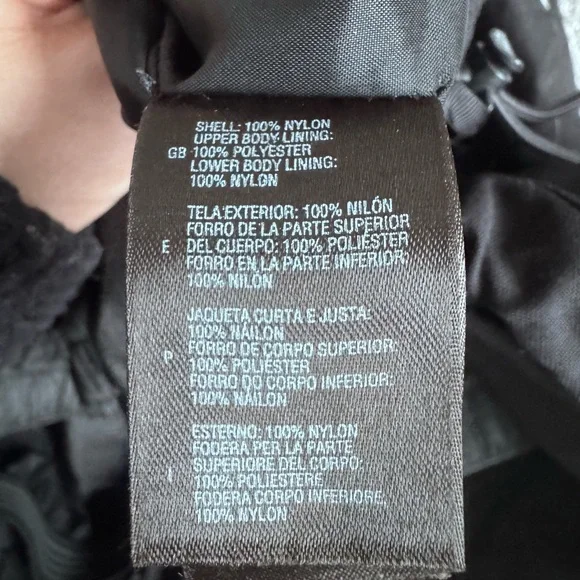 SHELL: 100% NYLON
UPPER BODY LINING:
GB 100% POLYESTER
LOWER BODY LINING:
100% NYLON
TELA EXTERIOR: 100% NILÓN
FORRO DE LA PARTE SUPERIOR
E DEL CUERPO: 100% POLIÉSTER
FORRO EN LA PARTE INFERIOR:
100% NILÓN
JAQUETA CURTA E JUSTA:
100% NÁILON
FORRO DE CORPO SUPERIOR:
P 100% POLIÉSTER
FORRO DO CORPO INFERIOR:
100% NÁILON
ESTERNO: 100% NYLON
FODERA PER LA PARTE
SUPERIORE DEL CORPO:
I 100% POLIESTERE
FODERA CORPO INFERIORE,
100% NYLON